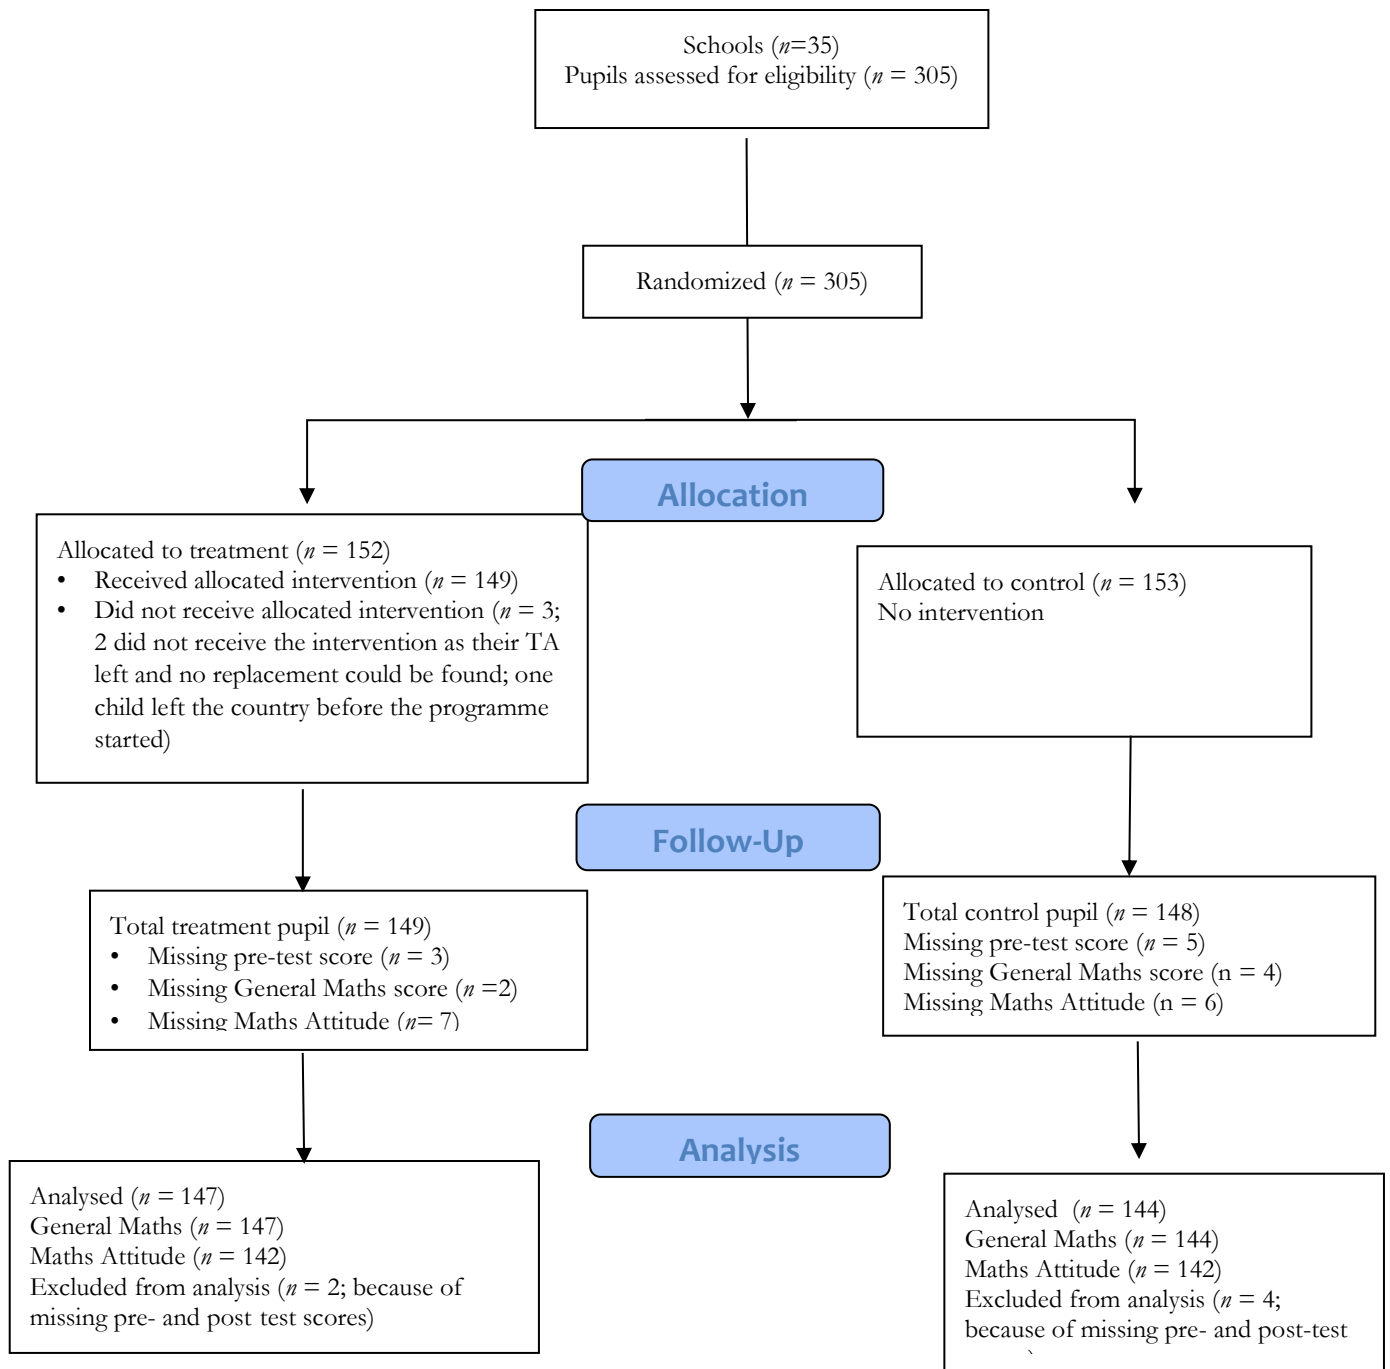 Schools (n=35)
Pupils assessed for eligibility (n = 305)
Randomized (n = 305)
Allocation
Allocated to treatment (n = 152)
• Received allocated intervention (n = 149)
• Did not receive allocated intervention (n = 3;
2 did not receive the intervention as their TA
left and no replacement could be found; one
child left the country before the programme
started)
Allocated to control (n = 153)
No intervention
Follow-Up
Total treatment pupil (n = 149)
• Missing pre-test score (n = 3)
• Missing General Maths score (n =2)
• Missing Maths Attitude (n= 7)
Total control pupil (n = 148)
Missing pre-test score (n = 5)
Missing General Maths score (n = 4)
Missing Maths Attitude (n = 6)
Analysis
Analysed (n = 147)
General Maths (n = 147)
Maths Attitude (n = 142)
Excluded from analysis (n = 2; because of
missing pre- and post test scores)
Analysed (n = 144)
General Maths (n = 144)
Maths Attitude (n = 142)
Excluded from analysis (n = 4;
because of missing pre- and post-test